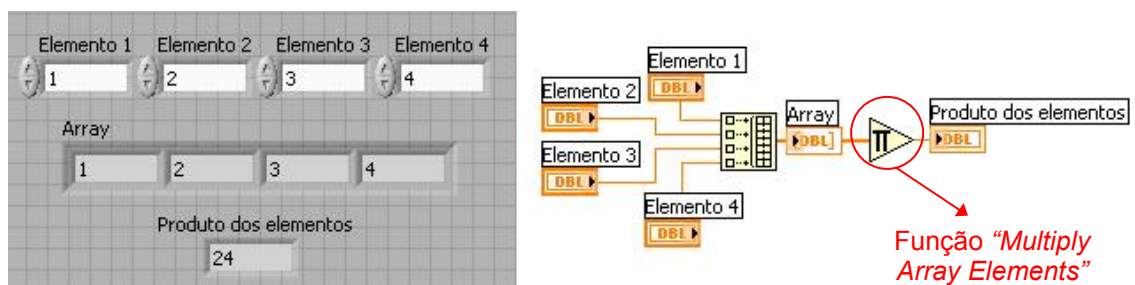 Elemento 1 Elemento 2 Elemento 3 Elemento 4
1 2 3 4
Array
1 2 3 4
Produto dos elementos
24
Elemento 1
DBL
Elemento 2
DBL
Elemento 3
DBL
Elemento 4
DBL
Array
DBL]
π
Produto dos elementos
DBL
Função “Multiply
Array Elements”